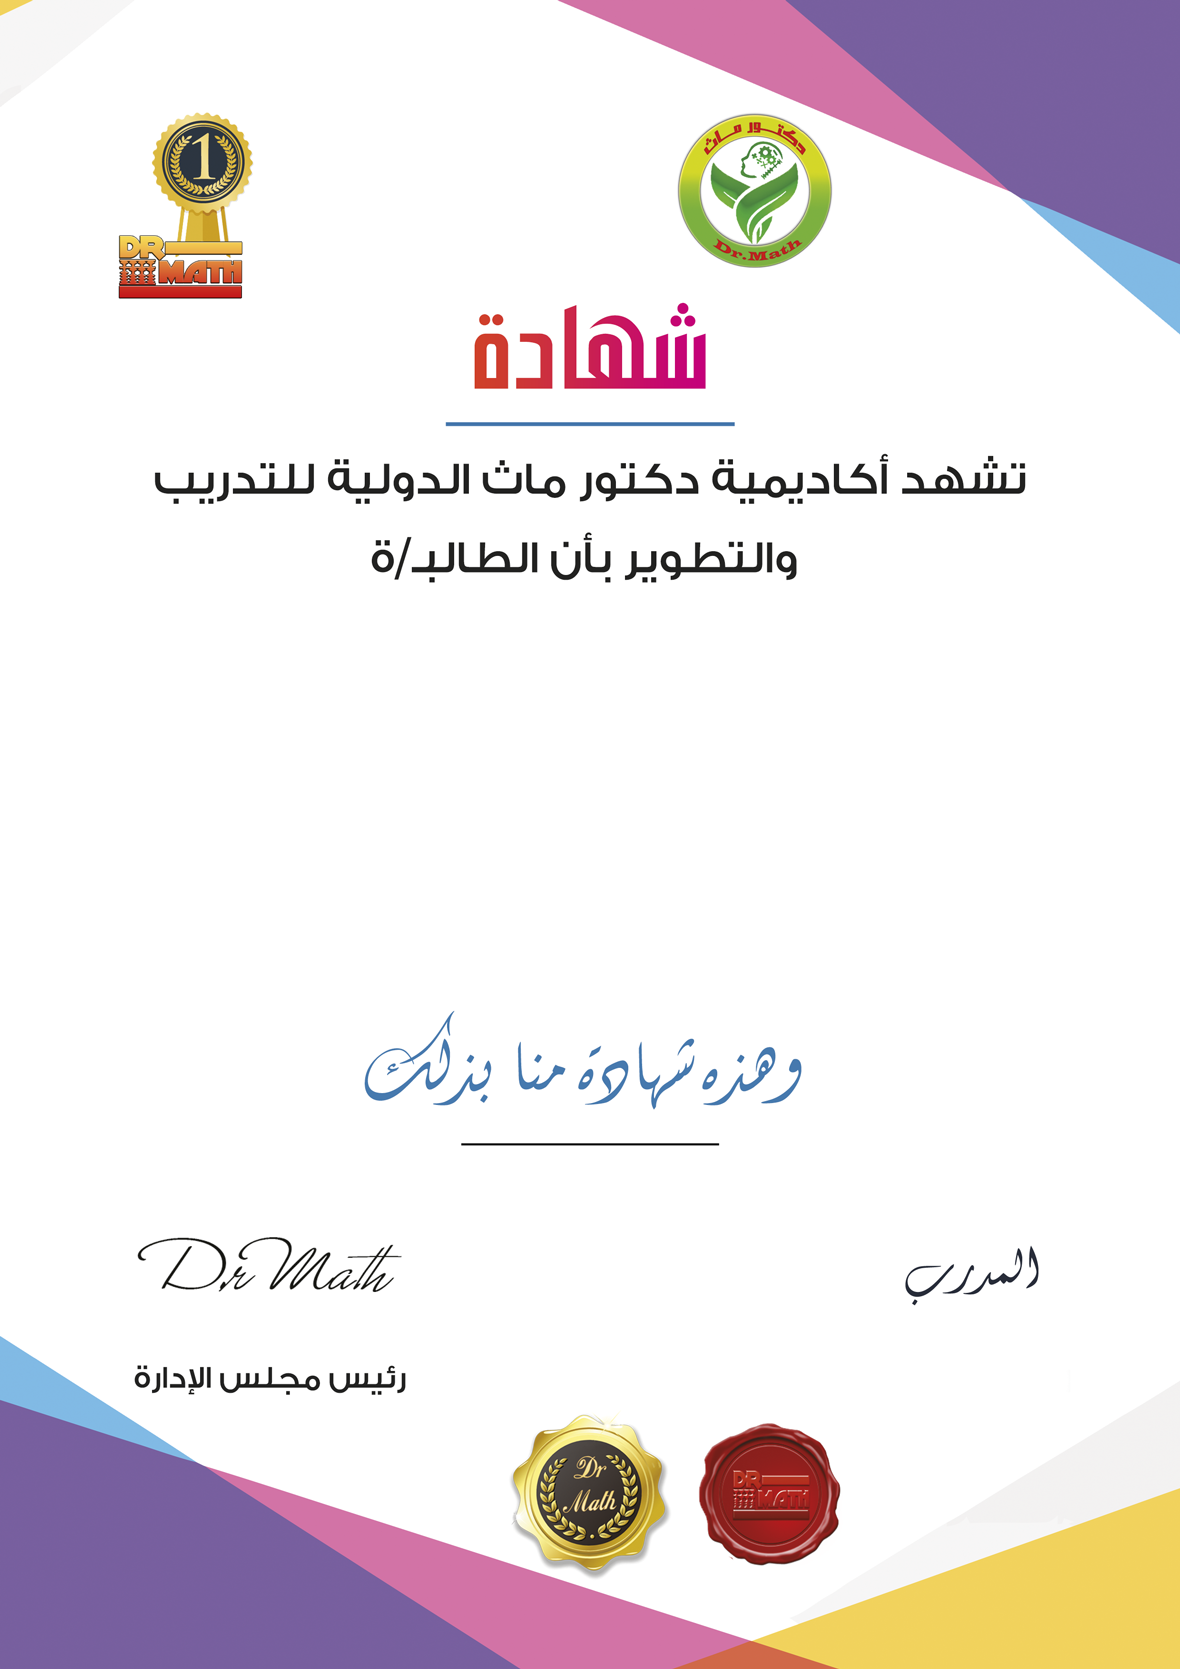 1
DR
MATH
دكتور ماث
Dr.Math
شهادة
تشهد أكاديمية دكتور ماث الدولية للتدريب
والتطوير بأن الطالبـ/ة
وهذه شهادة منا بذلك
Dr Math
المدرب
رئيس مجلس الإدارة
Dr
Math
DR
MATH